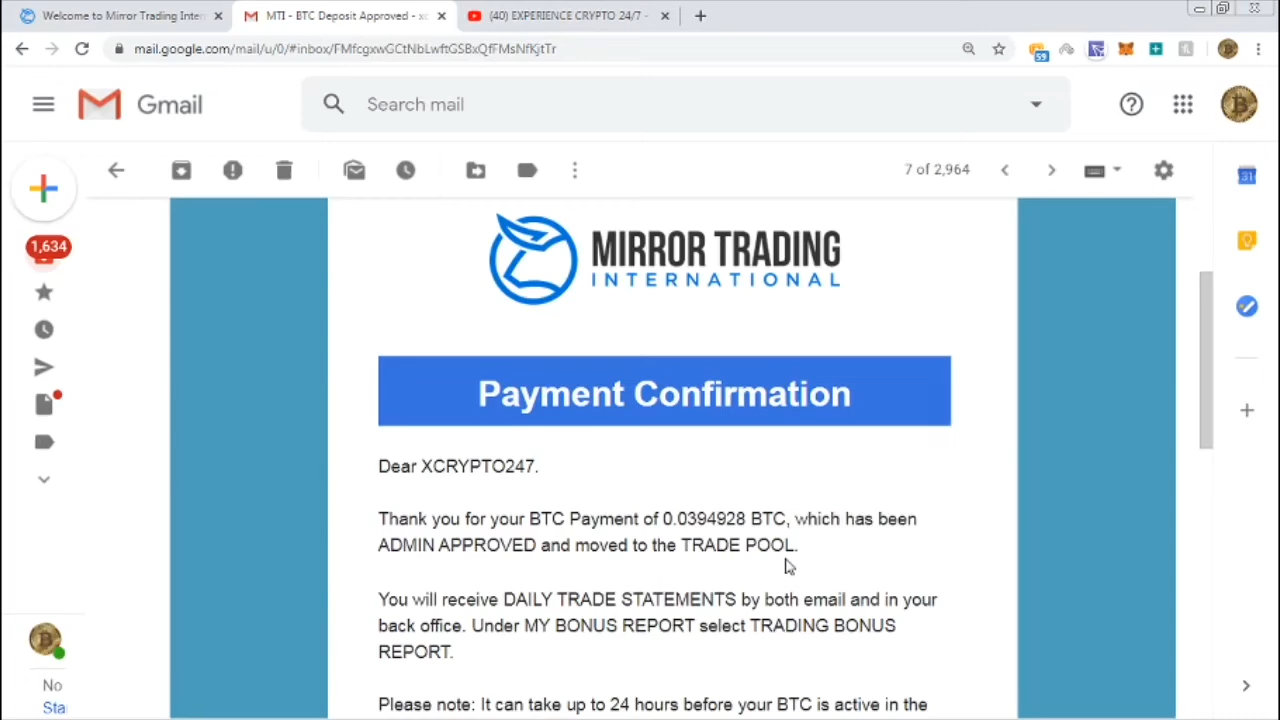 Welcome to Mirror Trading Inter
MTI - BTC Deposit Approved - xc
(40) EXPERIENCE CRYPTO 24/7 -
mail.google.com/mail/u/0/#inbox/FMfcgxwGCtNbLwftGSBxQfFMsNfKjtTr
59
Gmail
Search mail
7 of 2,964
31
1,634
MIRROR TRADING
INTERNATIONAL
Payment Confirmation
Dear XCRYPTO247.
Thank you for your BTC Payment of 0.0394928 BTC, which has been
ADMIN APPROVED and moved to the TRADE POOL.
You will receive DAILY TRADE STATEMENTS by both email and in your
back office. Under MY BONUS REPORT select TRADING BONUS
REPORT.
No
Sta
Please note: It can take up to 24 hours before your BTC is active in the